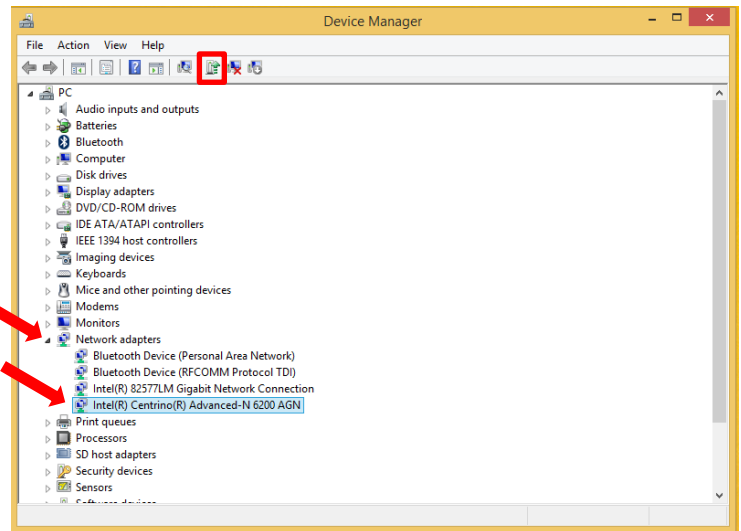 Device Manager
File Action View Help
PC
Audio inputs and outputs
Batteries
Bluetooth
Computer
Disk drives
Display adapters
DVD/CD-ROM drives
IDE ATA/ATAPI controllers
IEEE 1394 host controllers
Imaging devices
Keyboards
Mice and other pointing devices
Modems
Monitors
Network adapters
Bluetooth Device (Personal Area Network)
Bluetooth Device (RFCOMM Protocol TDI)
Intel(R) 82577LM Gigabit Network Connection
Intel(R) Centrino(R) Advanced-N 6200 AGN
Print queues
Processors
SD host adapters
Security devices
Sensors
Software devices